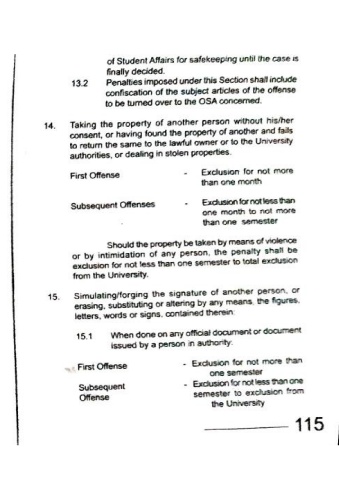 of Student Affairs for safekeeping until the case is
finally decided.
13.2 Penalties imposed under this Section shall include
confiscation of the subject articles of the offense
to be turned over to the OSA concerned.
14. Taking the property of another person without his/her
consent, or having found the property of another and fails
to return the same to the lawful owner or to the University
authorities, or dealing in stolen properties.
First Offense - Exclusion for not more
than one month
Subsequent Offenses - Exclusion for not less than
one month to not more
than one semester
Should the property be taken by means of violence
or by intimidation of any person, the penalty shall be
exclusion for not less than one semester to total exclusion
from the University.
15. Simulating/forging the signature of another person, or
erasing, substituting or altering by any means, the figures,
letters, words or signs, contained therein:
15.1 When done on any official document or document
issued by a person in authority:
First Offense - Exclusion for not more than
one semester
Subsequent - Exclusion for not less than one
Offense semester to exclusion from
the University
115